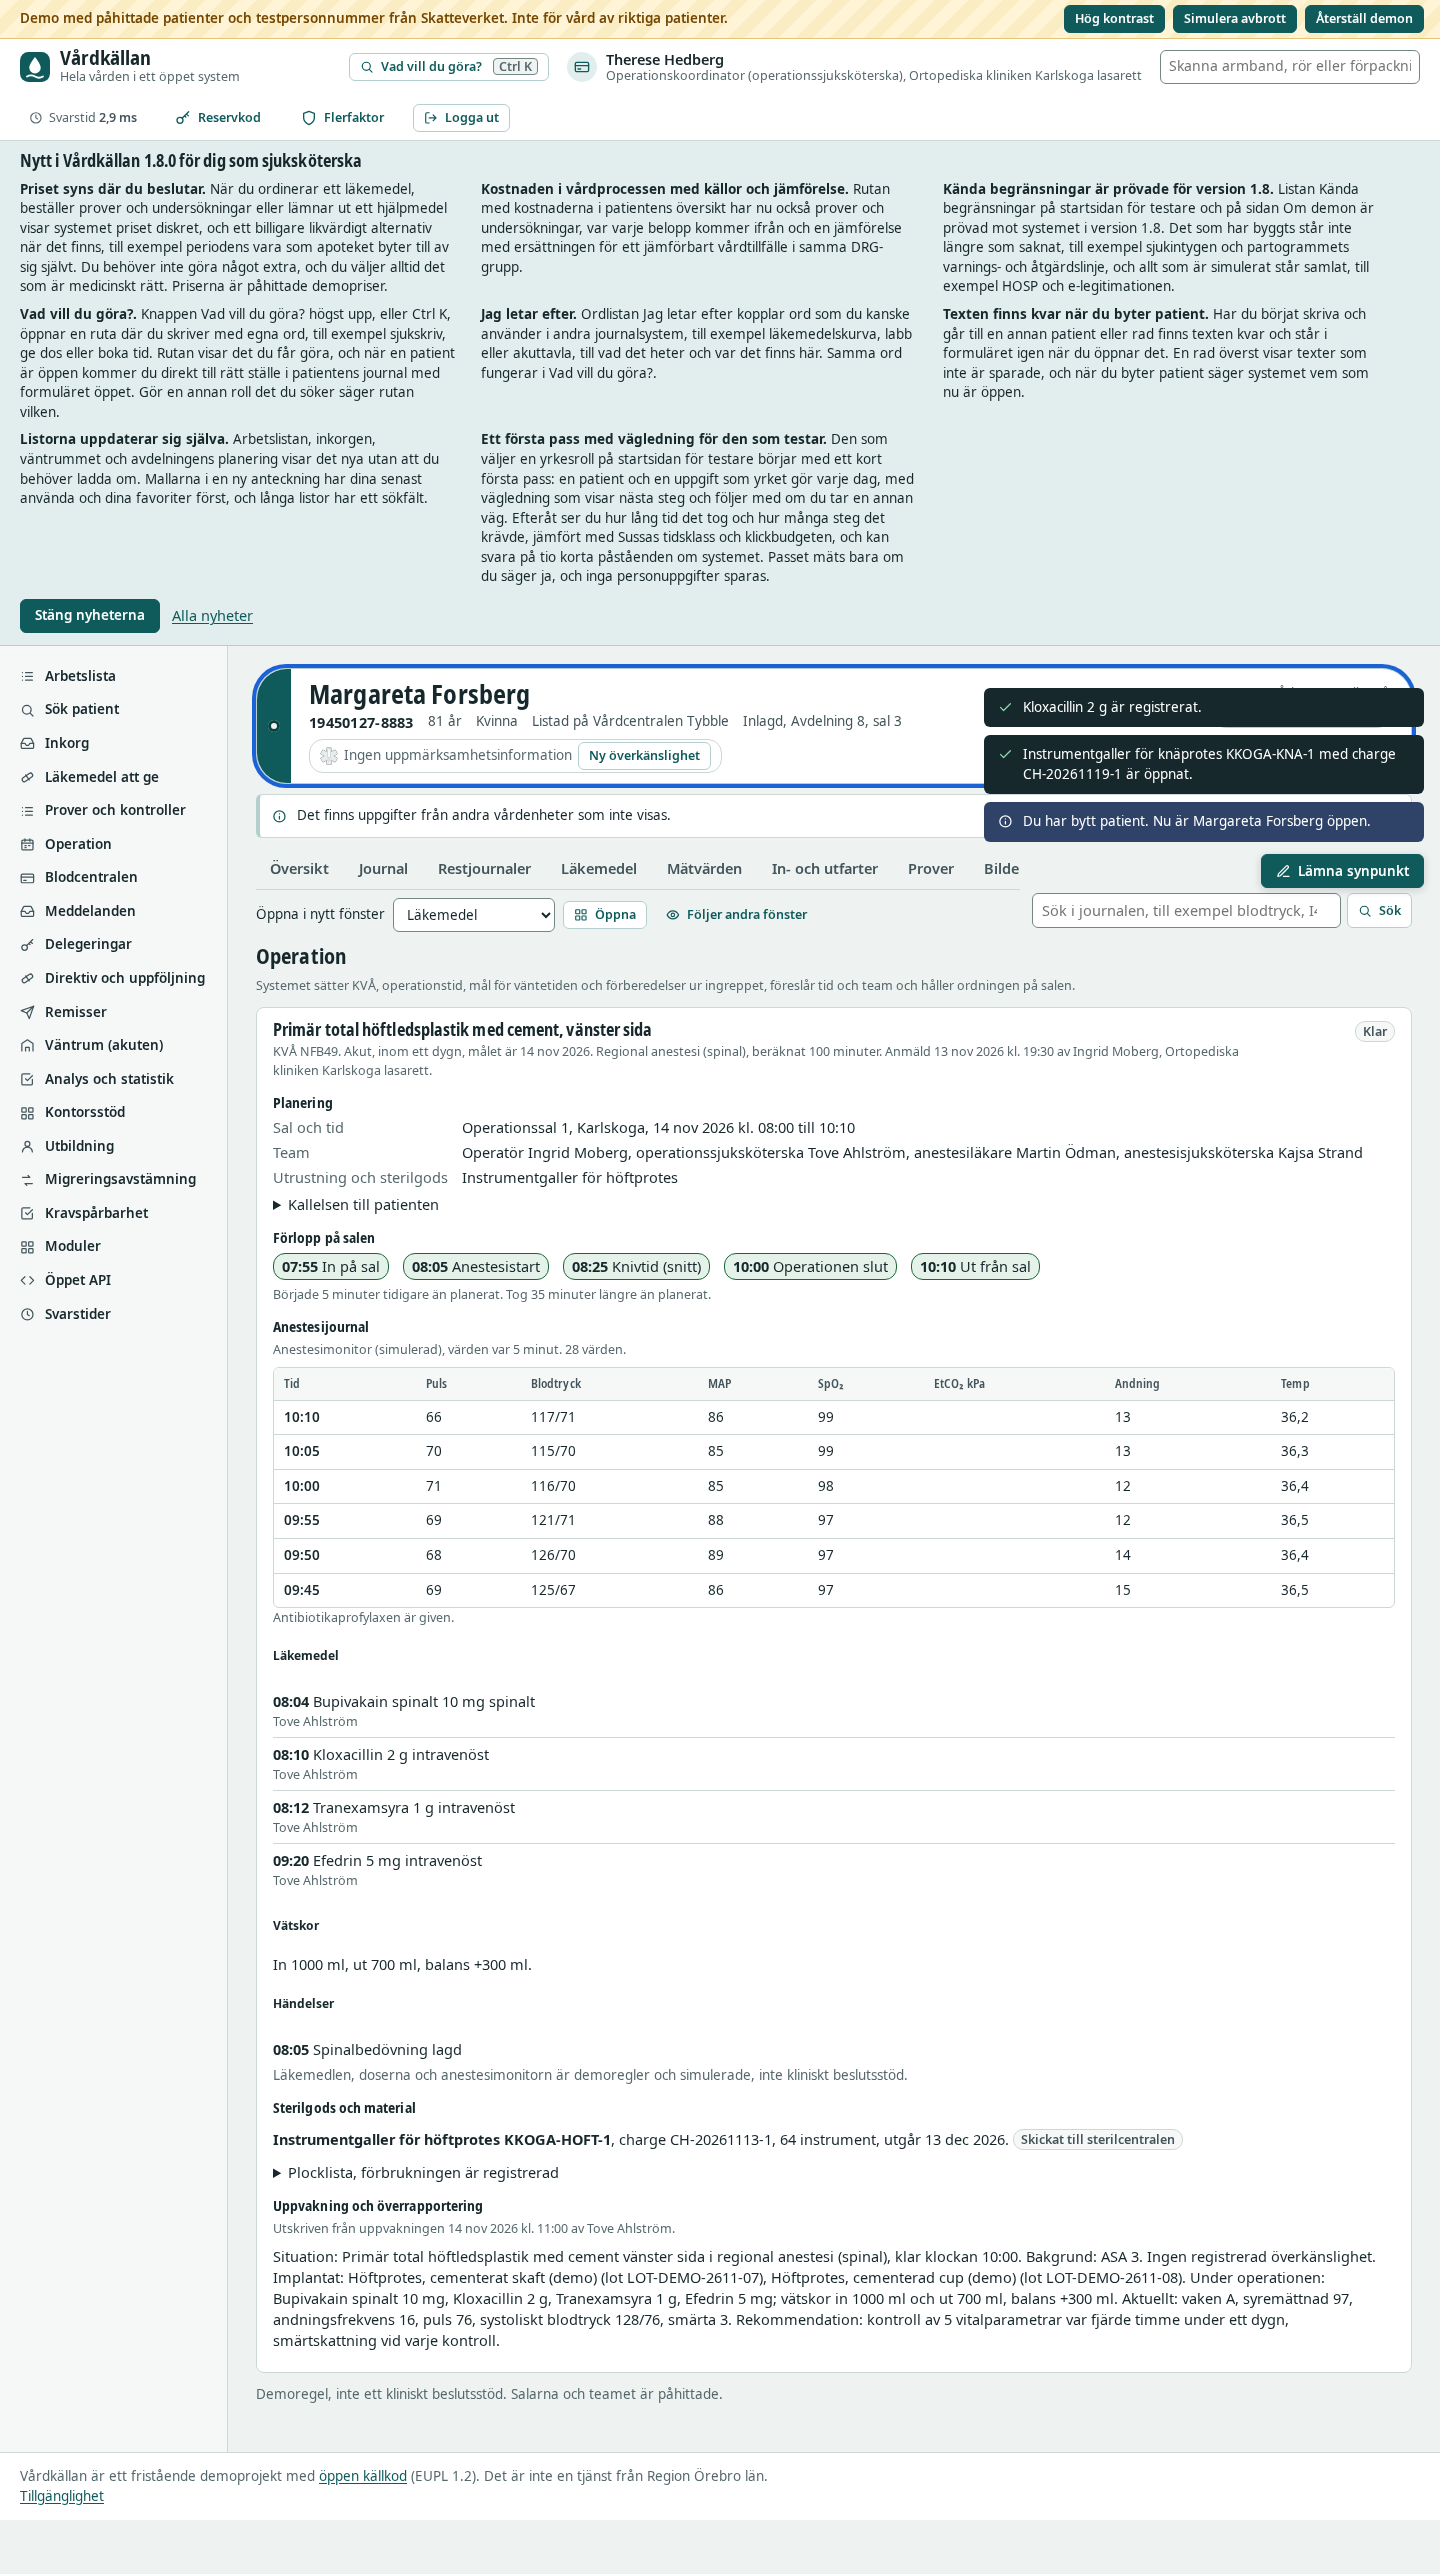 Demo med påhittade patienter och testpersonnummer från Skatteverket. Inte för vård av riktiga patienter.
Hög kontrast
Simulera avbrott
Återställ demon
Vårdkällan
Hela vården i ett öppet system
Vad vill du göra? Ctrl K
Therese Hedberg
Operationskoordinator (operationssjuksköterska), Ortopediska kliniken Karlskoga lasarett
Skanna armband, rör eller förpackni
Svarstid 2,9 ms
Reservkod
Flerfaktor
Logga ut
Nytt i Vårdkällan 1.8.0 för dig som sjuksköterska
Priset syns där du beslutar. När du ordinerar ett läkemedel,
beställer prover och undersökningar eller lämnar ut ett hjälpmedel
visar systemet priset diskret, och ett billigare likvärdigt alternativ
när det finns, till exempel periodens vara som apoteket byter till av
sig självt. Du behöver inte göra något extra, och du väljer alltid det
som är medicinskt rätt. Priserna är påhittade demopriser.
Kostnaden i vårdprocessen med källor och jämförelse. Rutan
med kostnaderna i patientens översikt har nu också prover och
undersökningar, var varje belopp kommer ifrån och en jämförelse
med ersättningen för ett jämförbart vårdtillfälle i samma DRG-
grupp.
Kända begränsningar är prövade för version 1.8. Listan Kända
begränsningar på startsidan för testare och på sidan Om demon är
prövad mot systemet i version 1.8. Det som har byggts står inte
längre som saknat, till exempel sjukintygen och partogrammets
varnings- och åtgärdslinje, och allt som är simulerat står samlat, till
exempel HOSP och e-legitimationen.
Vad vill du göra?. Knappen Vad vill du göra? högst upp, eller Ctrl K,
öppnar en ruta där du skriver med egna ord, till exempel sjukskriv,
ge dos eller boka tid. Rutan visar det du får göra, och när en patient
är öppen kommer du direkt till rätt ställe i patientens journal med
formuläret öppet. Gör en annan roll det du söker säger rutan
vilken.
Jag letar efter. Ordlistan Jag letar efter kopplar ord som du kanske
använder i andra journalsystem, till exempel läkemedelskurva, labb
eller akuttavla, till vad det heter och var det finns här. Samma ord
fungerar i Vad vill du göra?.
Texten finns kvar när du byter patient. Har du börjat skriva och
går till en annan patient eller rad finns texten kvar och står i
formuläret igen när du öppnar det. En rad överst visar texter som
inte är sparade, och när du byter patient säger systemet vem som
nu är öppen.
Listorna uppdaterar sig själva. Arbetslistan, inkorgen,
väntrummet och avdelningens planering visar det nya utan att du
behöver ladda om. Mallarna i en ny anteckning har dina senast
använda och dina favoriter först, och långa listor har ett sökfält.
Ett första pass med vägledning för den som testar. Den som
väljer en yrkesroll på startsidan för testare börjar med ett kort
första pass: en patient och en uppgift som yrket gör varje dag, med
vägledning som visar nästa steg och följer med om du tar en annan
väg. Efteråt ser du hur lång tid det tog och hur många steg det
krävde, jämfört med Sussas tidsklass och klickbudgeten, och kan
svara på tio korta påståenden om systemet. Passet mäts bara om
du säger ja, och inga personuppgifter sparas.
Stäng nyheterna
Alla nyheter
Arbetslista
Sök patient
Inkorg
Läkemedel att ge
Prover och kontroller
Operation
Blodcentralen
Meddelanden
Delegeringar
Direktiv och uppföljning
Remisser
Väntrum (akuten)
Analys och statistik
Kontorsstöd
Utbildning
Migreringsavstämning
Kravspårbarhet
Moduler
Öppet API
Svarstider
Margareta Forsberg
19450127-8883 81 år Kvinna Listad på Vårdcentralen Tybble Inlagd, Avdelning 8, sal 3
Ingen uppmärksamhetsinformation
Ny överkänslighet
Kloxacillin 2 g är registrerat.
Instrumentgaller för knäprotes KKOGA-KNA-1 med charge
CH-20261119-1 är öppnat.
Du har bytt patient. Nu är Margareta Forsberg öppen.
Det finns uppgifter från andra vårdenheter som inte visas.
Översikt Journal Restjournaler Läkemedel Mätvärden In- och utfarter Prover Bilde
Lämna synpunkt
Öppna i nytt fönster
Läkemedel
Öppna
Följer andra fönster
Sök i journalen, till exempel blodtryck, I4
Sök
Operation
Systemet sätter KVÅ, operationstid, mål för väntetiden och förberedelser ur ingreppet, föreslår tid och team och håller ordningen på salen.
Primär total höftledsplastik med cement, vänster sida
Klar
KVÅ NFB49. Akut, inom ett dygn, målet är 14 nov 2026. Regional anestesi (spinal), beräknat 100 minuter. Anmäld 13 nov 2026 kl. 19:30 av Ingrid Moberg, Ortopediska
kliniken Karlskoga lasarett.
Planering
Sal och tid Operationssal 1, Karlskoga, 14 nov 2026 kl. 08:00 till 10:10
Team Operatör Ingrid Moberg, operationssjuksköterska Tove Ahlström, anestesiläkare Martin Ödman, anestesisjuksköterska Kajsa Strand
Utrustning och sterilgods Instrumentgaller för höftprotes
Kallelsen till patienten
Förlopp på salen
07:55 In på sal 08:05 Anestesistart 08:25 Knivtid (snitt) 10:00 Operationen slut 10:10 Ut från sal
Började 5 minuter tidigare än planerat. Tog 35 minuter längre än planerat.
Anestesijournal
Anestesimonitor (simulerad), värden var 5 minut. 28 värden.
Tid Puls Blodtryck MAP SpO₂ EtCO₂ kPa Andning Temp
10:10 66 117/71 86 99 13 36,2
10:05 70 115/70 85 99 13 36,3
10:00 71 116/70 85 98 12 36,4
09:55 69 121/71 88 97 12 36,5
09:50 68 126/70 89 97 14 36,4
09:45 69 125/67 86 97 15 36,5
Antibiotikaprofylaxen är given.
Läkemedel
08:04 Bupivakain spinalt 10 mg spinalt
Tove Ahlström
08:10 Kloxacillin 2 g intravenöst
Tove Ahlström
08:12 Tranexamsyra 1 g intravenöst
Tove Ahlström
09:20 Efedrin 5 mg intravenöst
Tove Ahlström
Vätskor
In 1000 ml, ut 700 ml, balans +300 ml.
Händelser
08:05 Spinalbedövning lagd
Läkemedlen, doserna och anestesimonitorn är demoregler och simulerade, inte kliniskt beslutsstöd.
Sterilgods och material
Instrumentgaller för höftprotes KKOGA-HOFT-1, charge CH-20261113-1, 64 instrument, utgår 13 dec 2026. Skickat till sterilcentralen
Plocklista, förbrukningen är registrerad
Uppvakning och överrapportering
Utskriven från uppvakningen 14 nov 2026 kl. 11:00 av Tove Ahlström.
Situation: Primär total höftledsplastik med cement vänster sida i regional anestesi (spinal), klar klockan 10:00. Bakgrund: ASA 3. Ingen registrerad överkänslighet.
Implantat: Höftprotes, cementerat skaft (demo) (lot LOT-DEMO-2611-07), Höftprotes, cementerad cup (demo) (lot LOT-DEMO-2611-08). Under operationen:
Bupivakain spinalt 10 mg, Kloxacillin 2 g, Tranexamsyra 1 g, Efedrin 5 mg; vätskor in 1000 ml och ut 700 ml, balans +300 ml. Aktuellt: vaken A, syremättnad 97,
andningsfrekvens 16, puls 76, systoliskt blodtryck 128/76, smärta 3. Rekommendation: kontroll av 5 vitalparametrar var fjärde timme under ett dygn,
smärtskattning vid varje kontroll.
Demoregel, inte ett kliniskt beslutsstöd. Salarna och teamet är påhittade.
Vårdkällan är ett fristående demoprojekt med öppen källkod (EUPL 1.2). Det är inte en tjänst från Region Örebro län.
Tillgänglighet